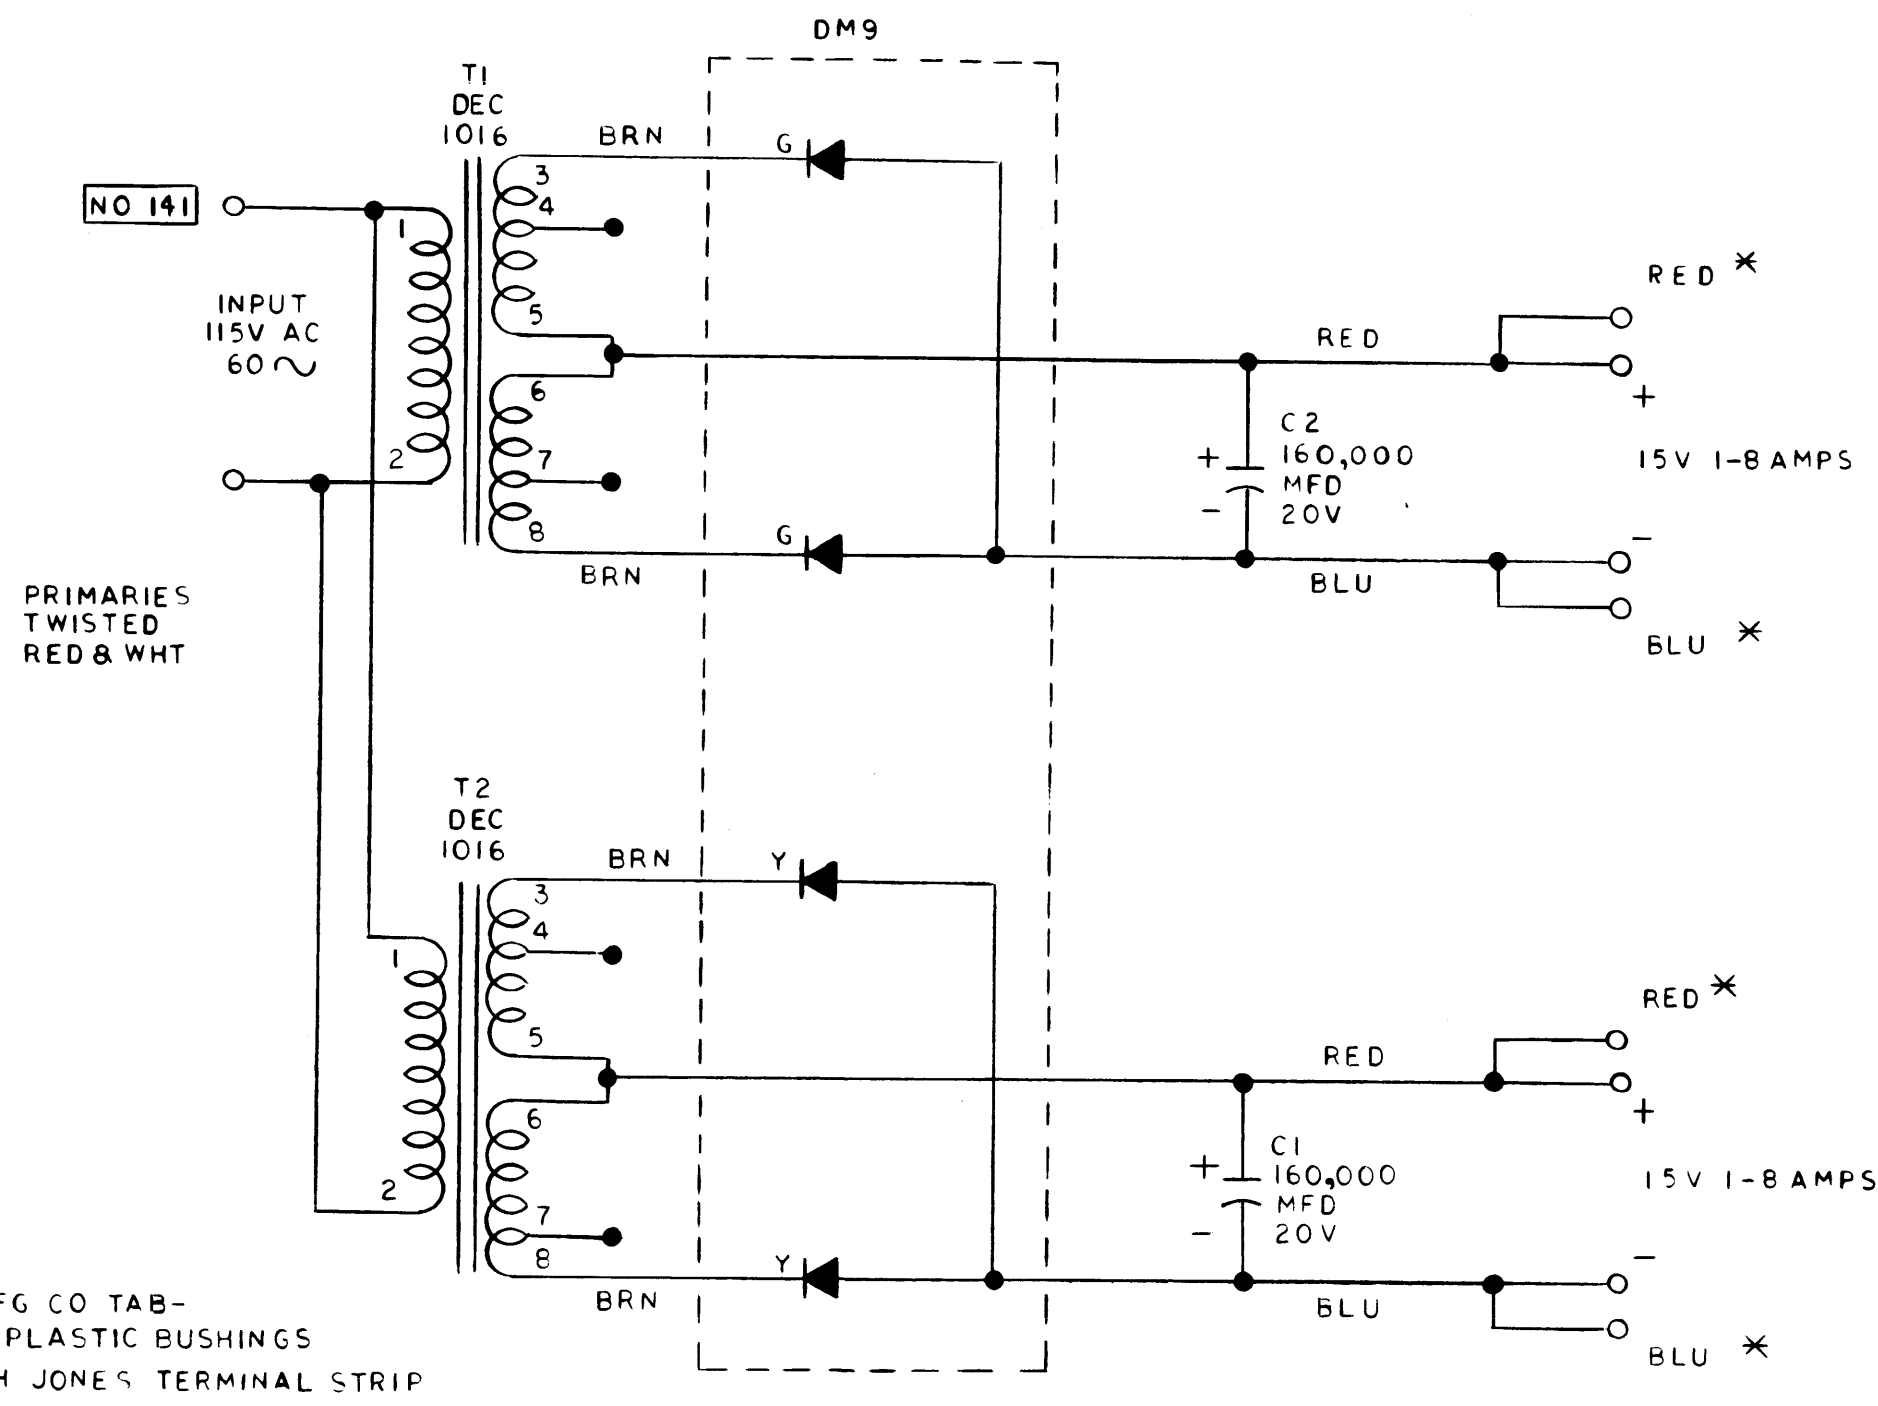 DM9
T1
DEC
1016
BRN
G
3
4
NO 141
1
INPUT
115V AC
60
5
RED *
RED
+
6
2
7
C2
160,000
MFD
20V
+
-
15V 1-8 AMPS
8
G
BRN
-
BLU
BLU *
PRIMARIES
TWISTED
RED & WHT
T2
DEC
1016
BRN
Y
3
4
1
5
RED *
RED
+
6
2
7
C1
160,000
MFD
20V
+
-
15V 1-8 AMPS
8
Y
BRN
-
BLU
BLU *
FG CO TAB-
PLASTIC BUSHINGS
H JONES TERMINAL STRIP